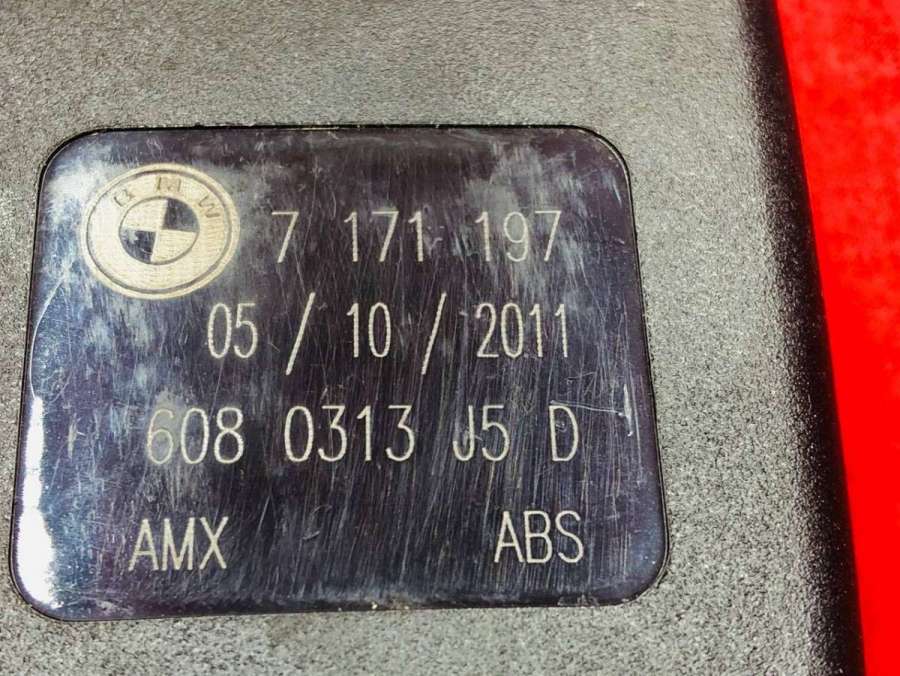 BMW
7 171 197
05 / 10 / 2011
608 0313 J5 D
AMX ABS